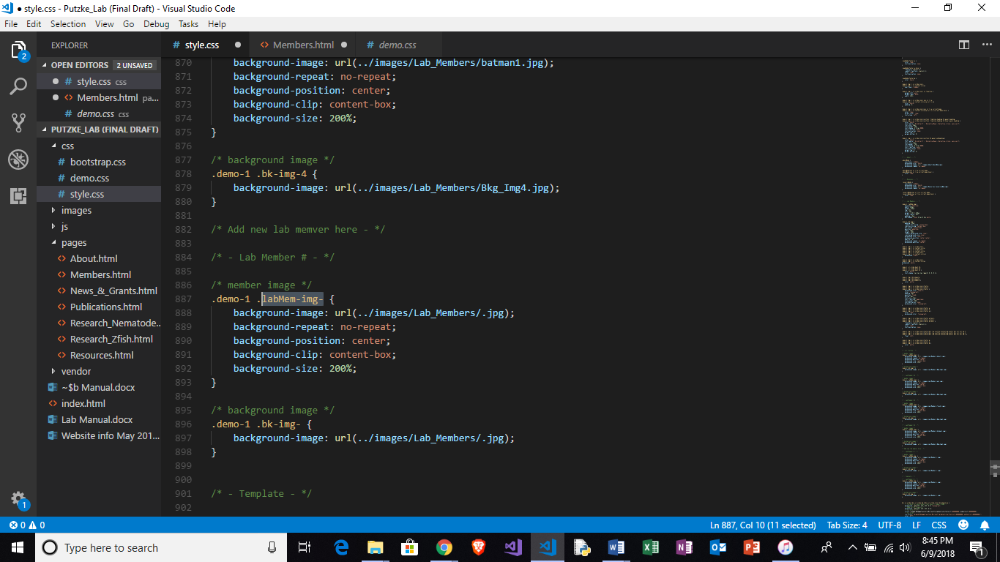 ● style.css - Putzke_Lab (Final Draft) - Visual Studio Code
File Edit Selection View Go Debug Tasks Help
EXPLORER
OPEN EDITORS 2 UNSAVED
# style.css css
<> Members.html pa...
# demo.css css
PUTZKE_LAB (FINAL DRAFT)
css
# bootstrap.css
# demo.css
# style.css
images
js
pages
<> About.html
<> Members.html
<> News_&_Grants.html
<> Publications.html
<> Research_Nematode...
<> Research_Zfish.html
<> Resources.html
vendor
~$b Manual.docx
<> index.html
Lab Manual.docx
Website info May 201...
2
1
# style.css ● <> Members.html ● # demo.css
870 background-image: url(../images/Lab_Members/batman1.jpg);
871 background-repeat: no-repeat;
872 background-position: center;
873 background-clip: content-box;
874 background-size: 200%;
875 }
876
877 /* background image */
878 .demo-1 .bk-img-4 {
879 background-image: url(../images/Lab_Members/Bkg_Img4.jpg);
880 }
881
882 /* Add new lab memver here - */
883
884 /* - Lab Member # - */
885
886 /* member image */
887 .demo-1 .labMem-img- {
888 background-image: url(../images/Lab_Members/.jpg);
889 background-repeat: no-repeat;
890 background-position: center;
891 background-clip: content-box;
892 background-size: 200%;
893 }
894
895 /* background image */
896 .demo-1 .bk-img- {
897 background-image: url(../images/Lab_Members/.jpg);
898 }
899
900
901 /* - Template - */
902
0 0 Ln 887, Col 10 (11 selected) Tab Size: 4 UTF-8 LF CSS
Type here to search
8:45 PM
6/9/2018
1